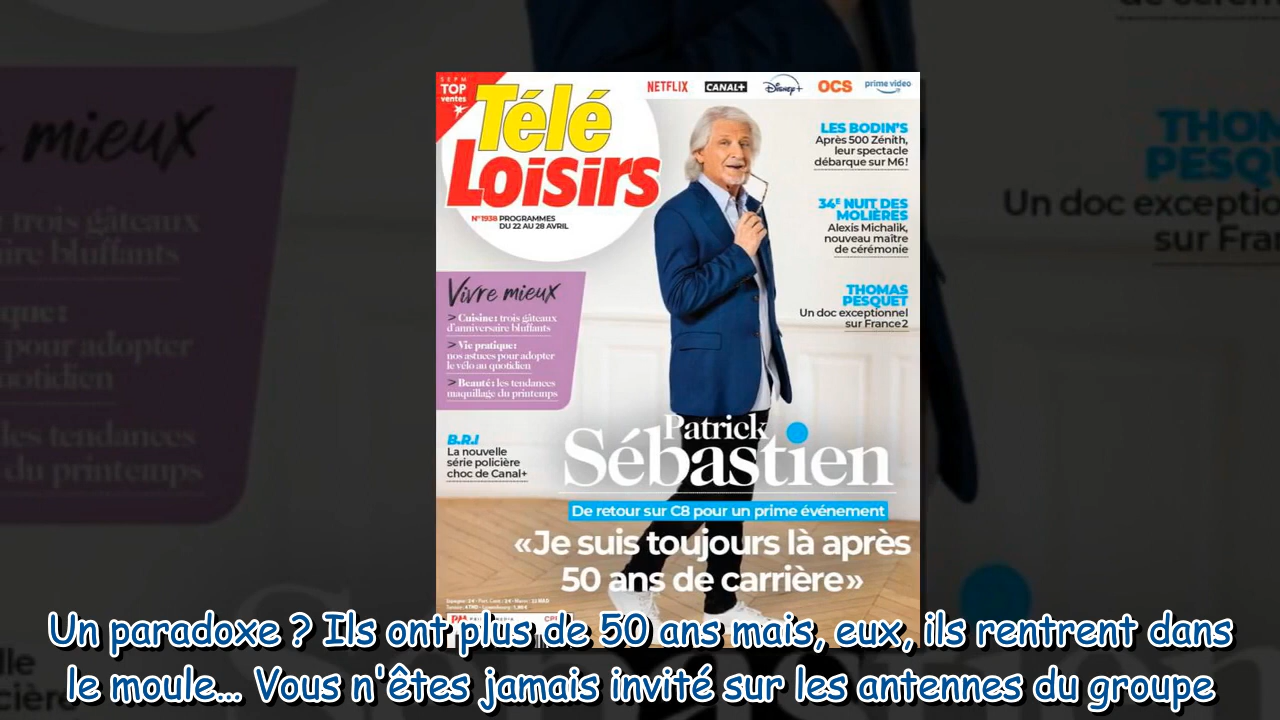 SEPM
TOP
ventes
Télé
Loisirs
N°1938 PROGRAMMES
DU 22 AU 28 AVRIL
NETFLIX CANAL+ Disney+ OCS prime video
LES BODIN'S
Après 500 Zénith,
leur spectacle
débarque sur M6!
34E NUIT DES
MOLIÈRES
Alexis Michalik,
nouveau maître
de cérémonie
THOMAS
PESQUET
Un doc exceptionnel
sur France 2
Vivre mieux
> Cuisine : trois gâteaux
d'anniversaire bluffants
> Vie pratique :
nos astuces pour adopter
le vélo au quotidien
> Beauté : les tendances
maquillage du printemps
B.R.I
La nouvelle
série policière
choc de Canal+
Patrick
Sébastien
De retour sur C8 pour un prime événement
«Je suis toujours là après
50 ans de carrière»
Un paradoxe ? Ils ont plus de 50 ans mais, eux, ils rentrent dans
le moule... Vous n'êtes jamais invité sur les antennes du groupe